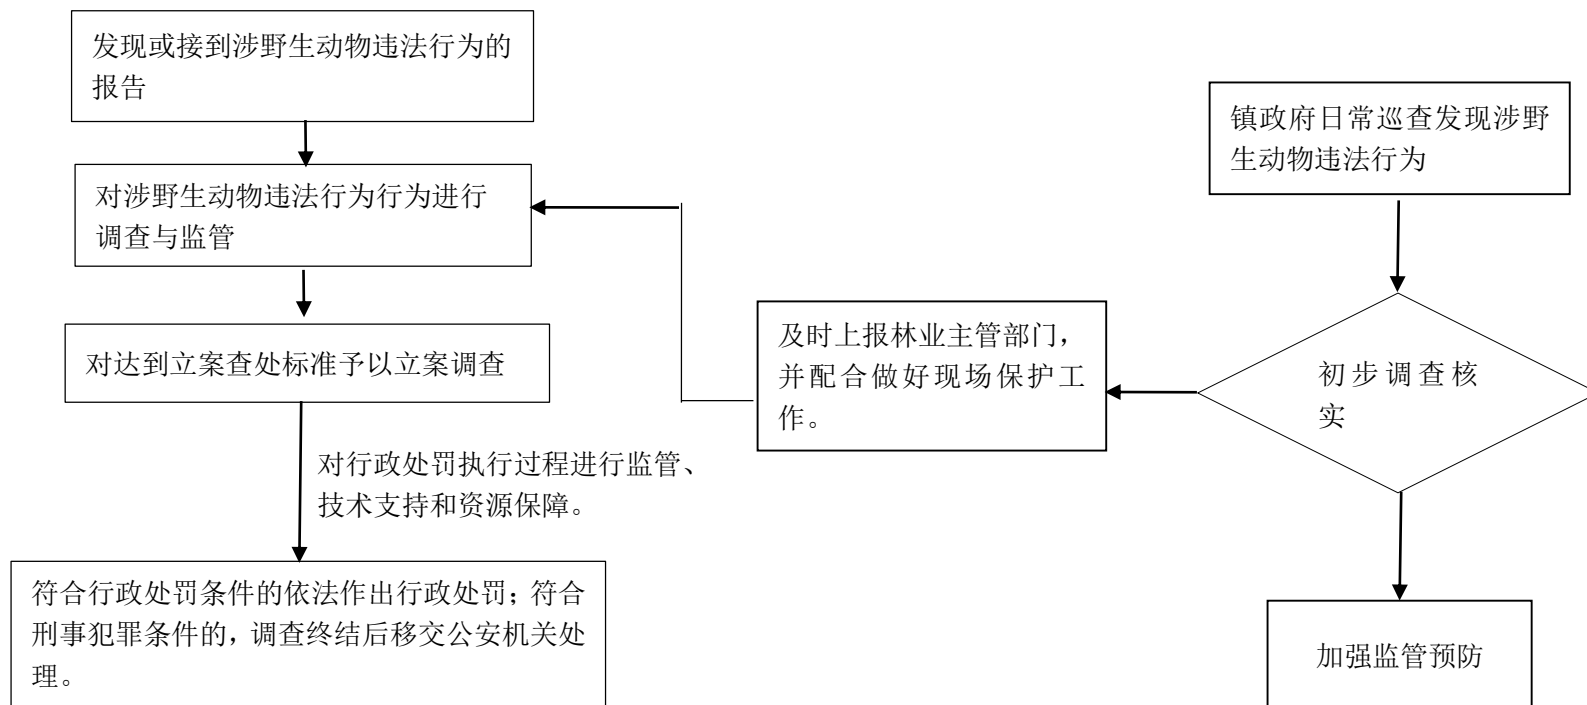 发现或接到涉野生动物违法行为的
报告
对涉野生动物违法行为行为进行
调查与监管
对达到立案查处标准予以立案调查
对行政处罚执行过程进行监管、
技术支持和资源保障。
符合行政处罚条件的依法作出行政处罚；符合
刑事犯罪条件的，调查终结后移交公安机关处
理。
及时上报林业主管部门，
并配合做好现场保护工
作。
镇政府日常巡查发现涉野
生动物违法行为
初步调查核
实
加强监管预防